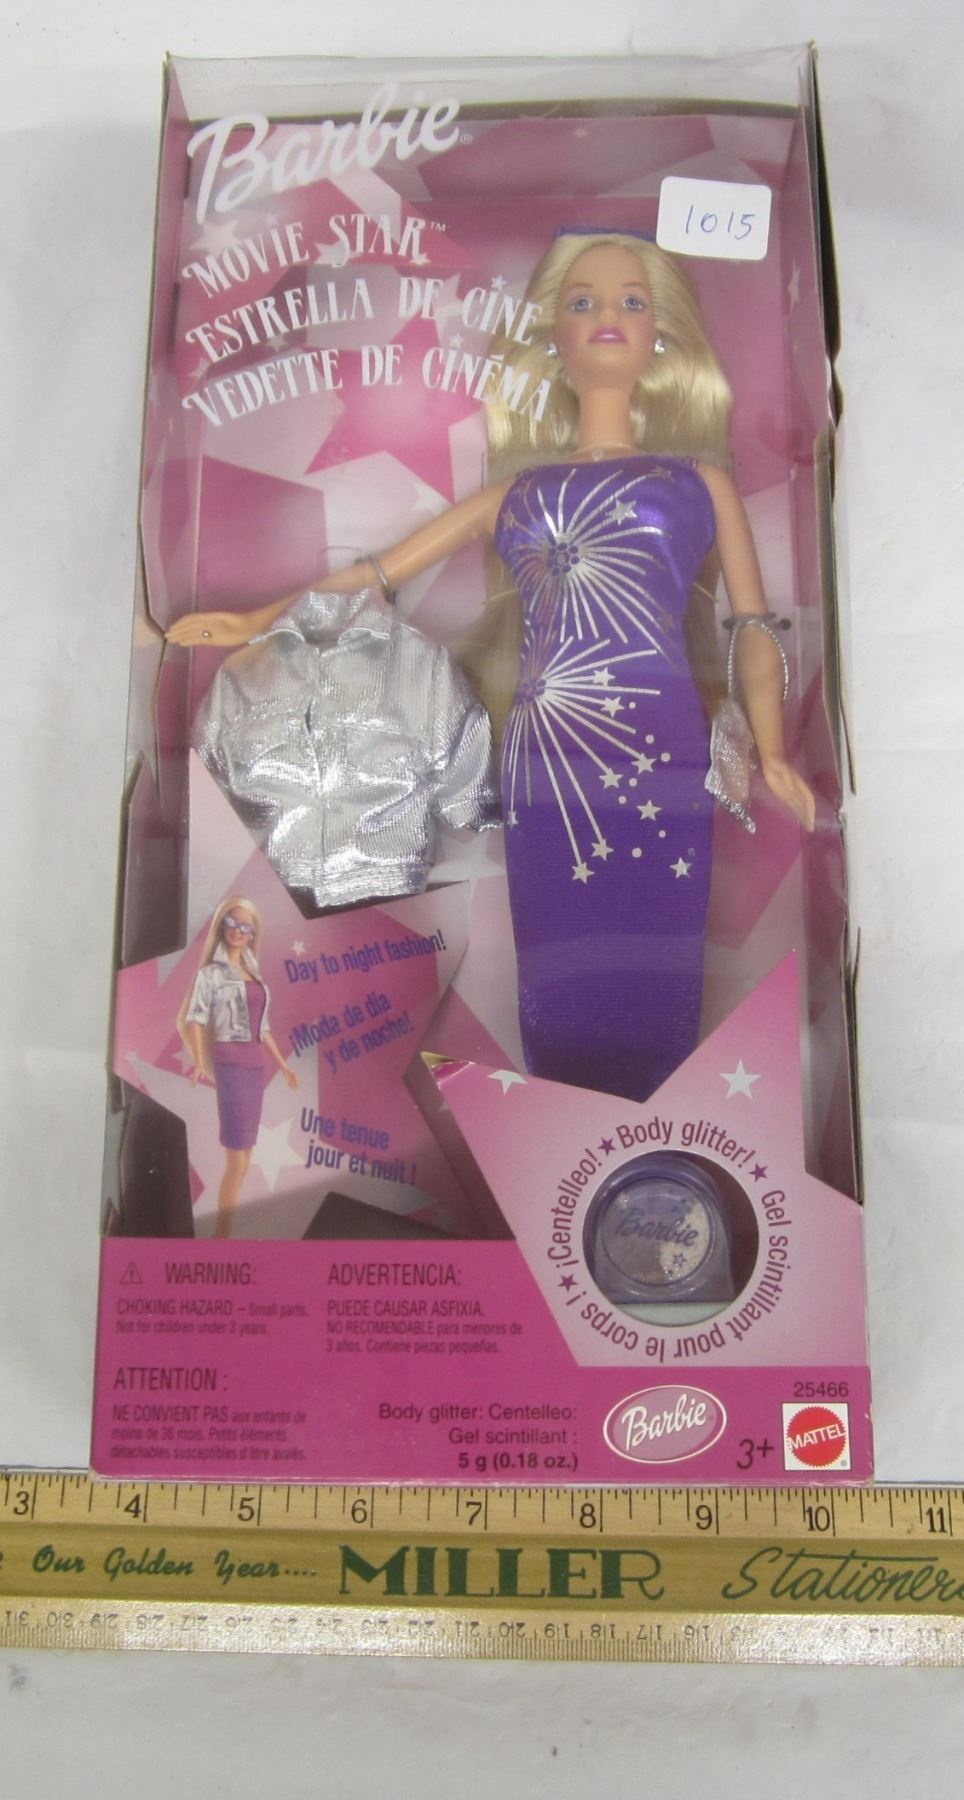 Barbie®
MOVIE STAR™
ESTRELLA DE CINE
VEDETTE DE CINÉMA
1015
Day to night fashion!
¡Moda de día
y de noche!
Une tenue
jour et nuit !
★ Body glitter! ★ Gel scintillant pour le corps ! ★ ¡Centelleo!
Barbie
⚠ WARNING:
CHOKING HAZARD – Small parts.
Not for children under 3 years.
ADVERTENCIA:
PUEDE CAUSAR ASFIXIA.
NO RECOMENDABLE para menores de
3 años. Contiene piezas pequeñas.
ATTENTION :
NE CONVIENT PAS aux enfants de
moins de 36 mois. Petits éléments
détachables susceptibles d'être avalés.
Body glitter: Centelleo:
Gel scintillant :
5 g (0.18 oz.)
Barbie
3+
25466
MATTEL®
3 4 5 6 7 8 9 10 11
Our Golden Year.... MILLER